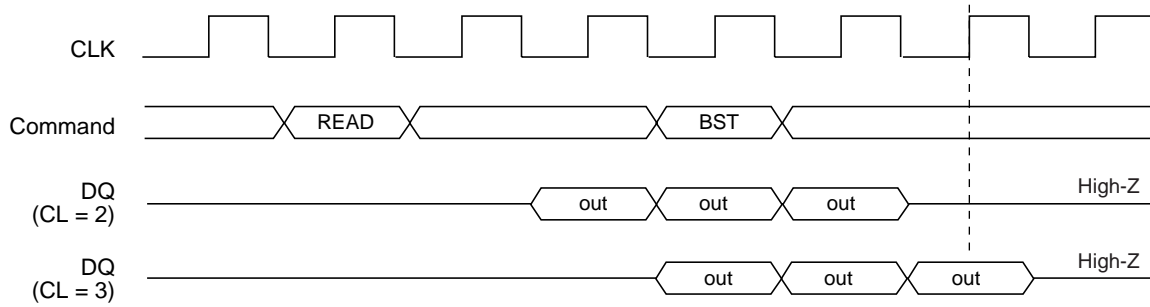 CLK
Command
READ
BST
DQ
(CL = 2)
out
out
out
High-Z
DQ
(CL = 3)
out
out
out
High-Z